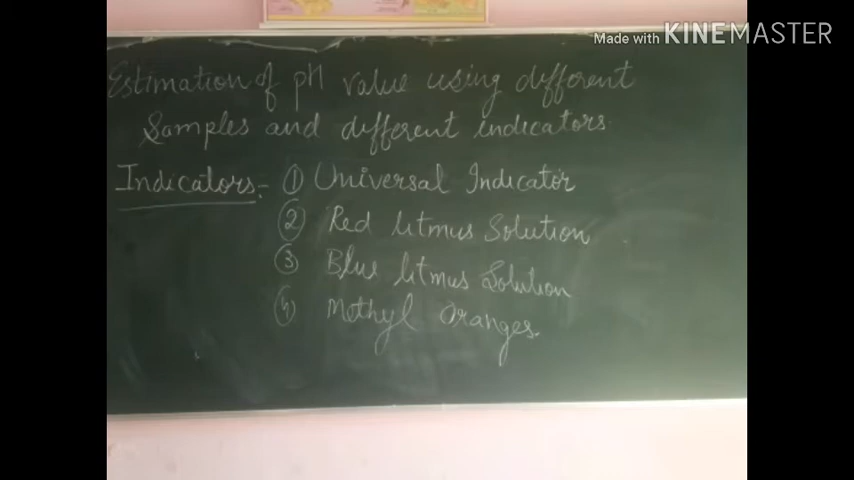 Made with KINEMASTER
Estimation of pH value using different
Samples and different indicators.
Indicators:- ① Universal Indicator
② Red litmus Solution
③ Blue litmus Solution
④ Methyl Oranges.